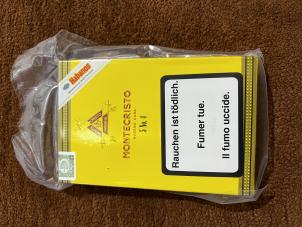 Habanos
MONTECRISTO
Rauchen ist tödlich.
Fumer tue.
Il fumo uccide.